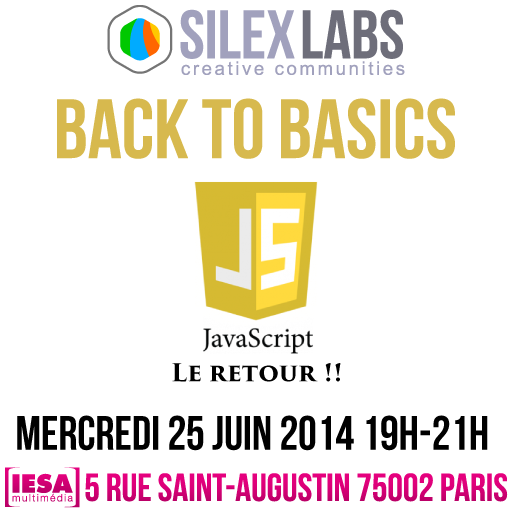 SILEX LABS
creative communities
BACK TO BASICS
JS
JavaScript
LE RETOUR !!
MERCREDI 25 JUIN 2014 19H-21H
IESA multimédia 5 RUE SAINT-AUGUSTIN 75002 PARIS